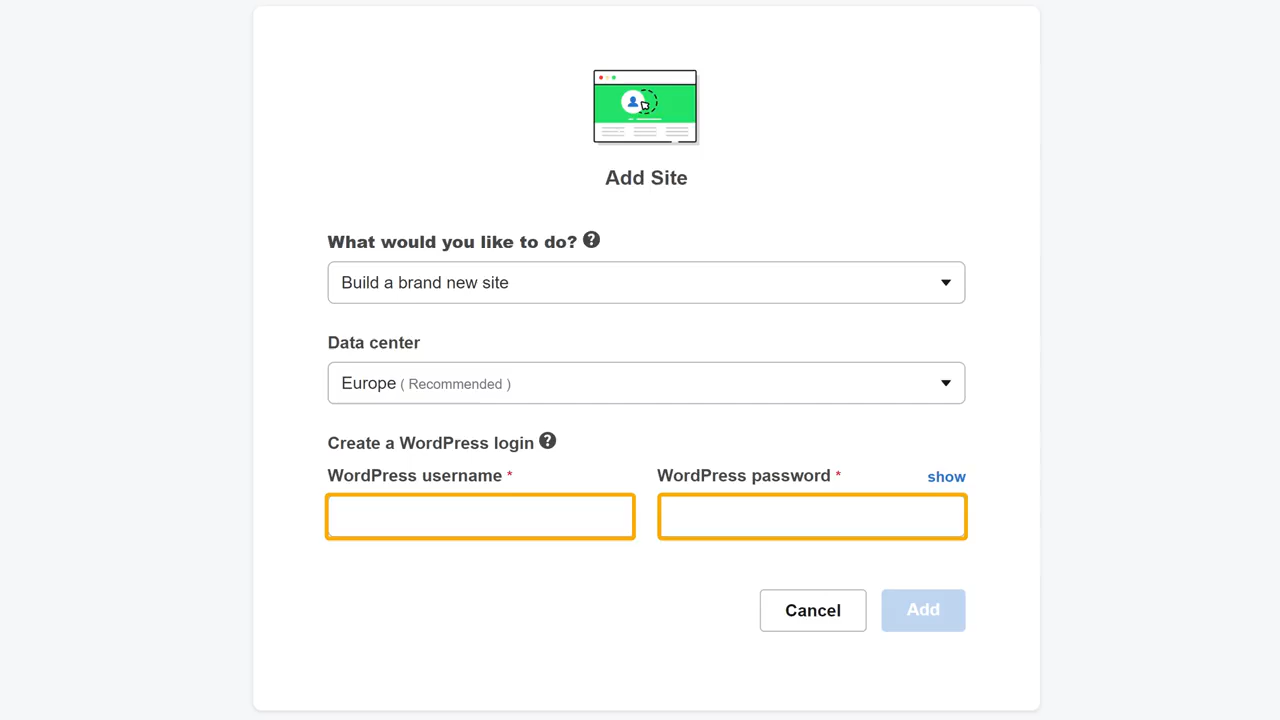 Add Site
What would you like to do? ?
Build a brand new site
Data center
Europe ( Recommended )
Create a WordPress login ?
WordPress username * WordPress password * show
Cancel Add